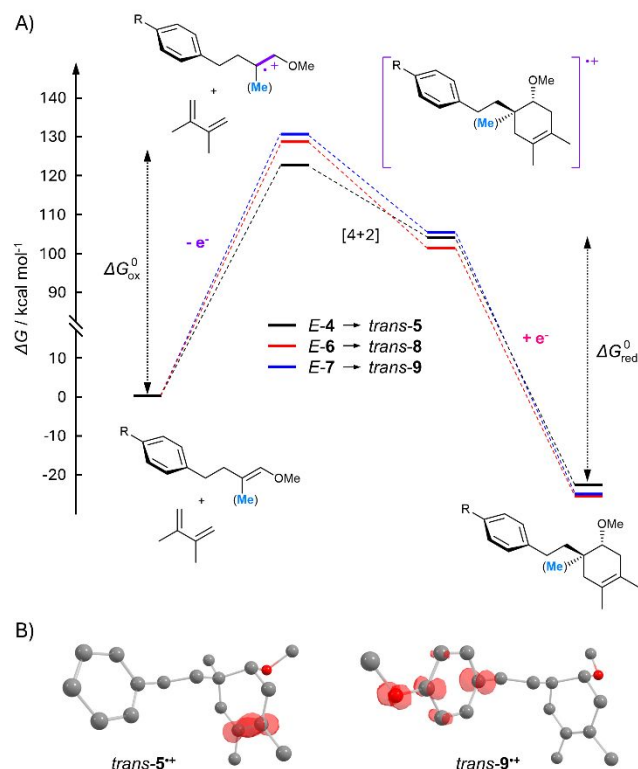 A)
R
OMe
•+
(Me)
+
R
OMe
(Me)
•+
ΔG / kcal mol⁻¹
130
120
110
100
90
10
0
-10
-20
- e⁻
ΔG⁰ox
[4+2]
E-4 → trans-5
E-6 → trans-8
E-7 → trans-9
+ e⁻
ΔG⁰red
R
OMe
(Me)
+
R
OMe
(Me)
B)
trans-5•+
trans-9•+